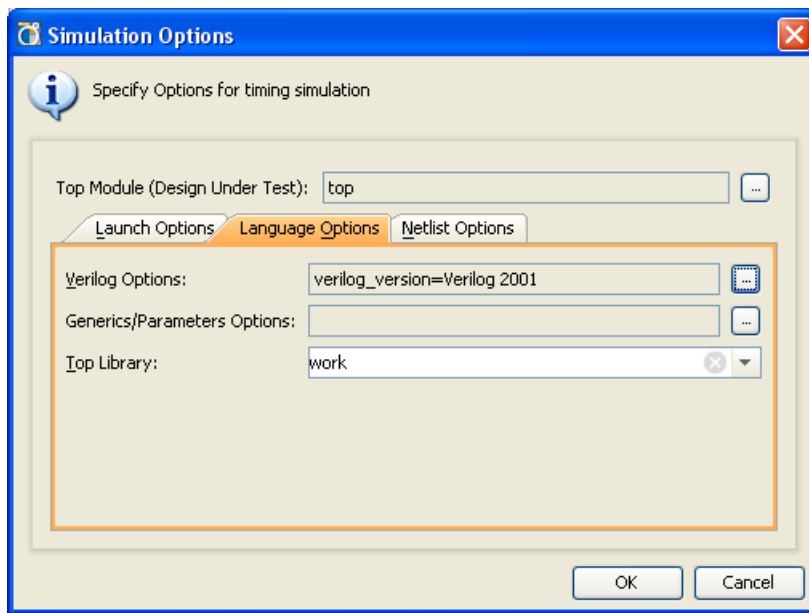 Simulation Options
Specify Options for timing simulation
Top Module (Design Under Test): top ...
Launch Options Language Options Netlist Options
Verilog Options: verilog_version=Verilog 2001 ...
Generics/Parameters Options: ...
Top Library: work
OK Cancel